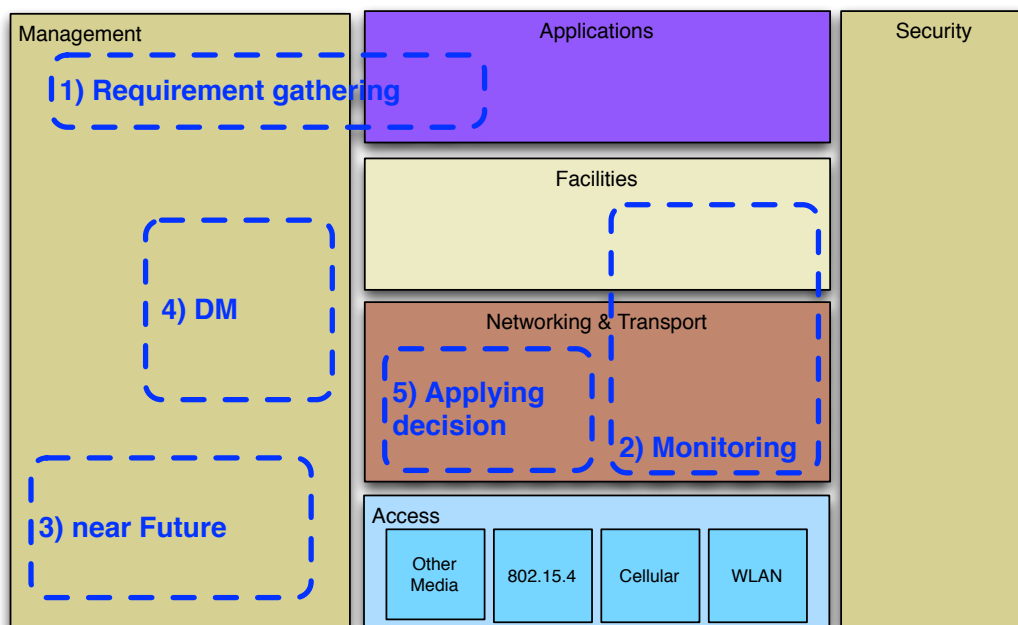 Management
Applications
Security
1) Requirement gathering
Facilities
4) DM
Networking & Transport
5) Applying
decision
2) Monitoring
3) near Future
Access
Other
Media
802.15.4
Cellular
WLAN